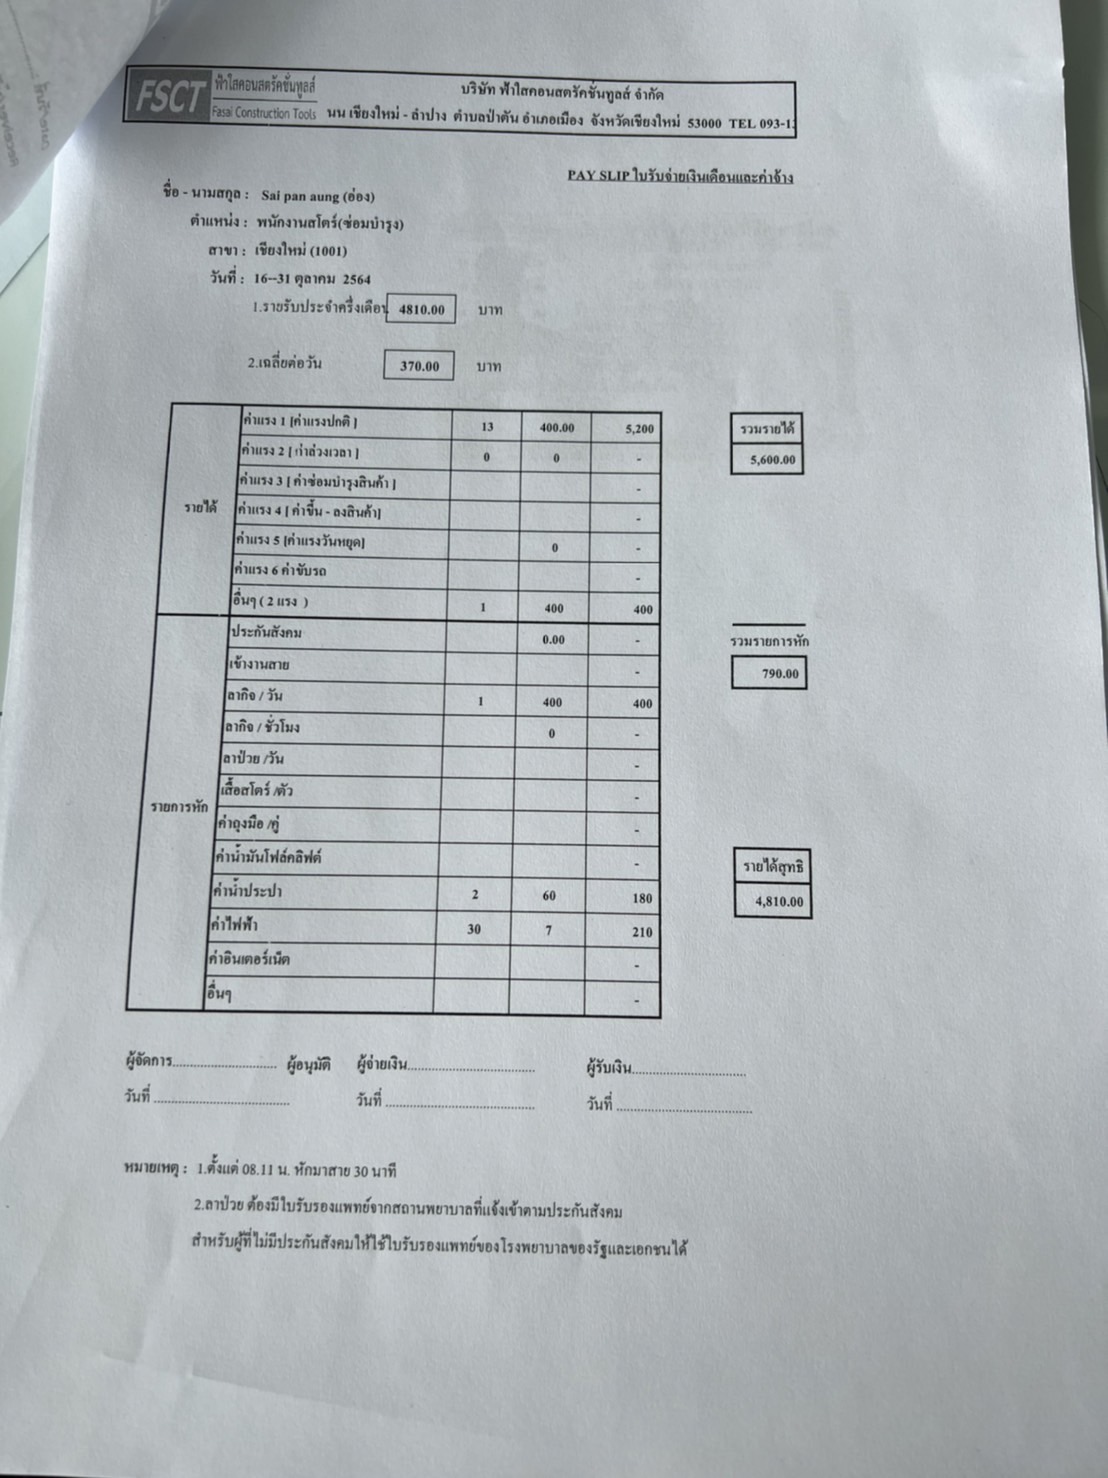 FSCT ฟ้าใสคอนสตรัคชั่นทูลส์
Fasai Construction Tools
บริษัท ฟ้าใสคอนสตรัคชั่นทูลส์ จำกัด
นน เชียงใหม่ - ลำปาง ตำบลป่าตัน อำเภอเมือง จังหวัดเชียงใหม่ 53000 TEL 093-1
PAY SLIP ใบรับจ่ายเงินเดือนและค่าจ้าง
ชื่อ - นามสกุล : Sai pan aung (อ่อง)
ตำแหน่ง : พนักงานสโตร์(ซ่อมบำรุง)
สาขา : เชียงใหม่ (1001)
วันที่ : 16--31 ตุลาคม 2564
1.รายรับประจำครึ่งเดือน 4810.00 บาท
2.เฉลี่ยต่อวัน 370.00 บาท
รายได้
ค่าแรง 1 [ค่าแรงปกติ ] 13 400.00 5,200
ค่าแรง 2 [ ค่าล่วงเวลา ] 0 0 -
ค่าแรง 3 [ ค่าซ่อมบำรุงสินค้า ] -
ค่าแรง 4 [ ค่าขึ้น - ลงสินค้า] -
ค่าแรง 5 [ค่าแรงวันหยุด] 0 -
ค่าแรง 6 ค่าขับรถ -
อื่นๆ ( 2 แรง ) 1 400 400
รวมรายได้
5,600.00
รายการหัก
ประกันสังคม 0.00 -
เข้างานสาย -
ลากิจ / วัน 1 400 400
ลากิจ / ชั่วโมง 0 -
ลาป่วย /วัน -
เสื้อสโตร์ /ตัว -
ค่าถุงมือ /คู่ -
ค่าน้ำมันโฟล์คลิฟต์ -
ค่าน้ำประปา 2 60 180
ค่าไฟฟ้า 30 7 210
ค่าอินเตอร์เน็ต -
อื่นๆ -
รวมรายการหัก
790.00
รายได้สุทธิ
4,810.00
ผู้จัดการ.............................. ผู้อนุมัติ ผู้จ่ายเงิน.................................... ผู้รับเงิน................................
วันที่ ....................................... วันที่ .......................................... วันที่ ......................................
หมายเหตุ : 1.ตั้งแต่ 08.11 น. หักมาสาย 30 นาที
2.ลาป่วย ต้องมีใบรับรองแพทย์จากสถานพยาบาลที่แจ้งเข้าตามประกันสังคม
สำหรับผู้ที่ไม่มีประกันสังคมให้ใช้ใบรับรองแพทย์ของโรงพยาบาลของรัฐและเอกชนได้